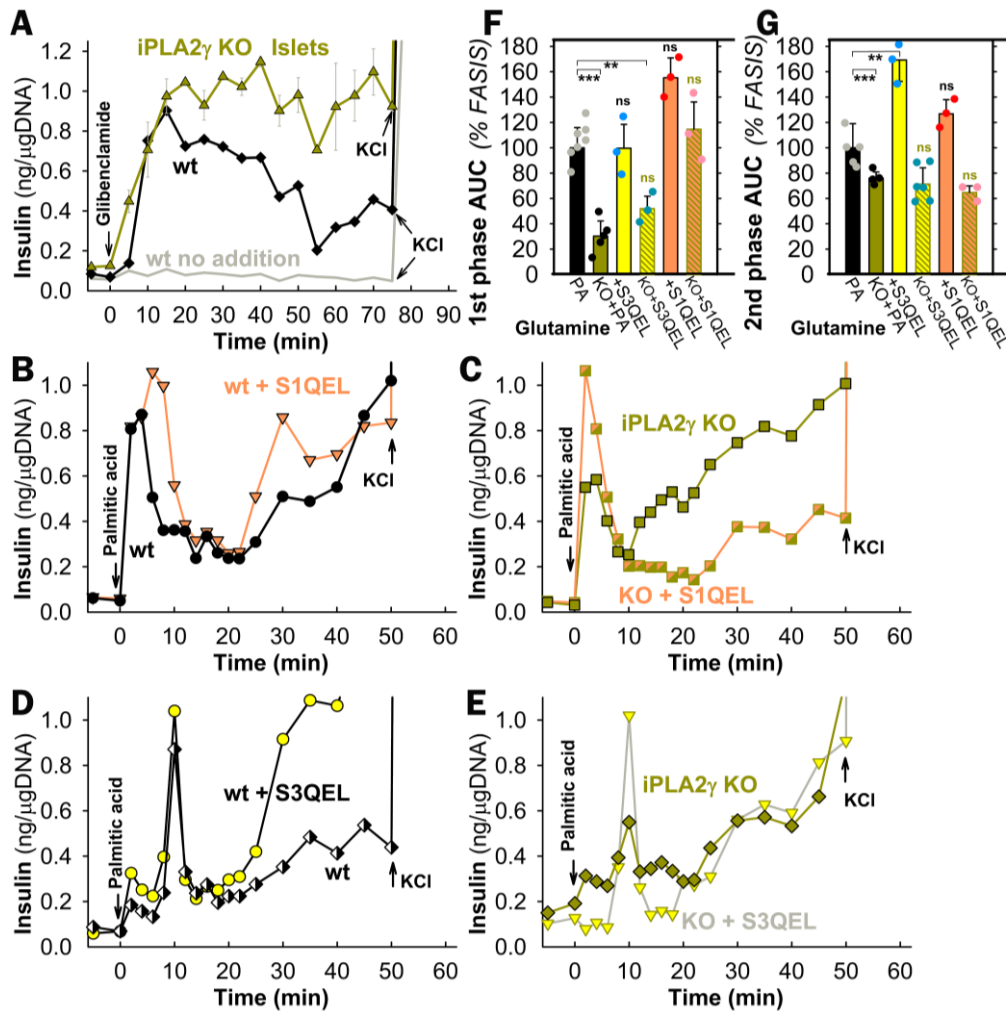 A
iPLA2γ KO Islets
Insulin (ng/µgDNA)
1.2
1.0
0.8
0.6
0.4
0.2
0.0
Glibenclamide
wt
wt no addition
KCl
KCl
0 10 20 30 40 50 60 70 80 90
Time (min)
F
1st phase AUC (% FASIS)
180
160
140
120
100
80
60
40
20
0
***
**
ns
ns
ns
ns
PA
KO+PA
+S3QEL
KO+S3QEL
+S1QEL
KO+S1QEL
Glutamine
G
2nd phase AUC (% FASIS)
180
160
140
120
100
80
60
40
20
0
***
**
ns
ns
ns
PA
KO+PA
+S3QEL
KO+S3QEL
+S1QEL
KO+S1QEL
Glutamine
B
Insulin (ng/µgDNA)
1.0
0.8
0.6
0.4
0.2
0.0
Palmitic acid
wt + S1QEL
wt
KCl
0 10 20 30 40 50 60
Time (min)
C
Insulin (ng/µgDNA)
1.0
0.8
0.6
0.4
0.2
0.0
Palmitic acid
iPLA2γ KO
KO + S1QEL
KCl
0 10 20 30 40 50 60
Time (min)
D
Insulin (ng/µgDNA)
1.0
0.8
0.6
0.4
0.2
0.0
Palmitic acid
wt + S3QEL
wt
KCl
0 10 20 30 40 50 60
Time (min)
E
Insulin (ng/µgDNA)
1.0
0.8
0.6
0.4
0.2
0.0
Palmitic acid
iPLA2γ KO
KO + S3QEL
KCl
0 10 20 30 40 50 60
Time (min)